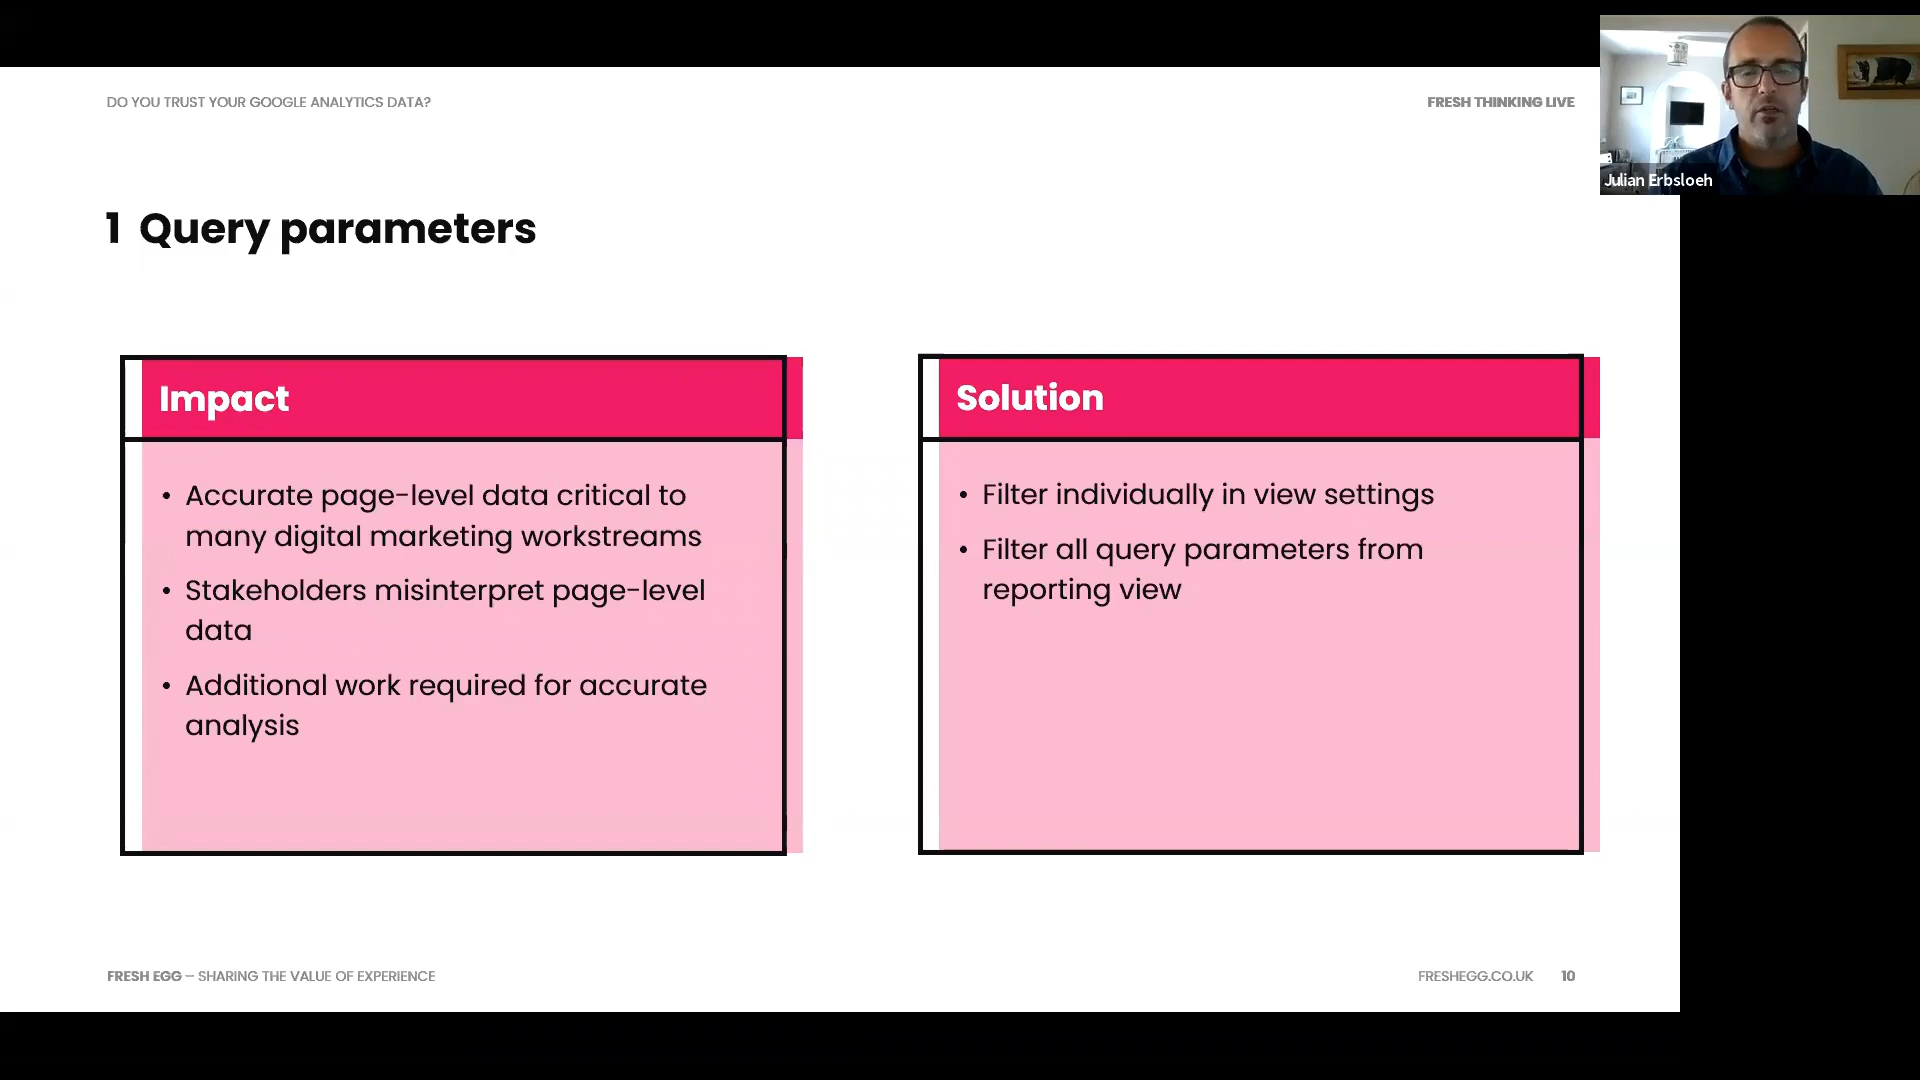 DO YOU TRUST YOUR GOOGLE ANALYTICS DATA?
FRESH THINKING LIVE
Julian Erbsloeh
1 Query parameters
Impact
• Accurate page-level data critical to
many digital marketing workstreams
• Stakeholders misinterpret page-level
data
• Additional work required for accurate
analysis
Solution
• Filter individually in view settings
• Filter all query parameters from
reporting view
FRESH EGG – SHARING THE VALUE OF EXPERIENCE
FRESHEGG.CO.UK 10